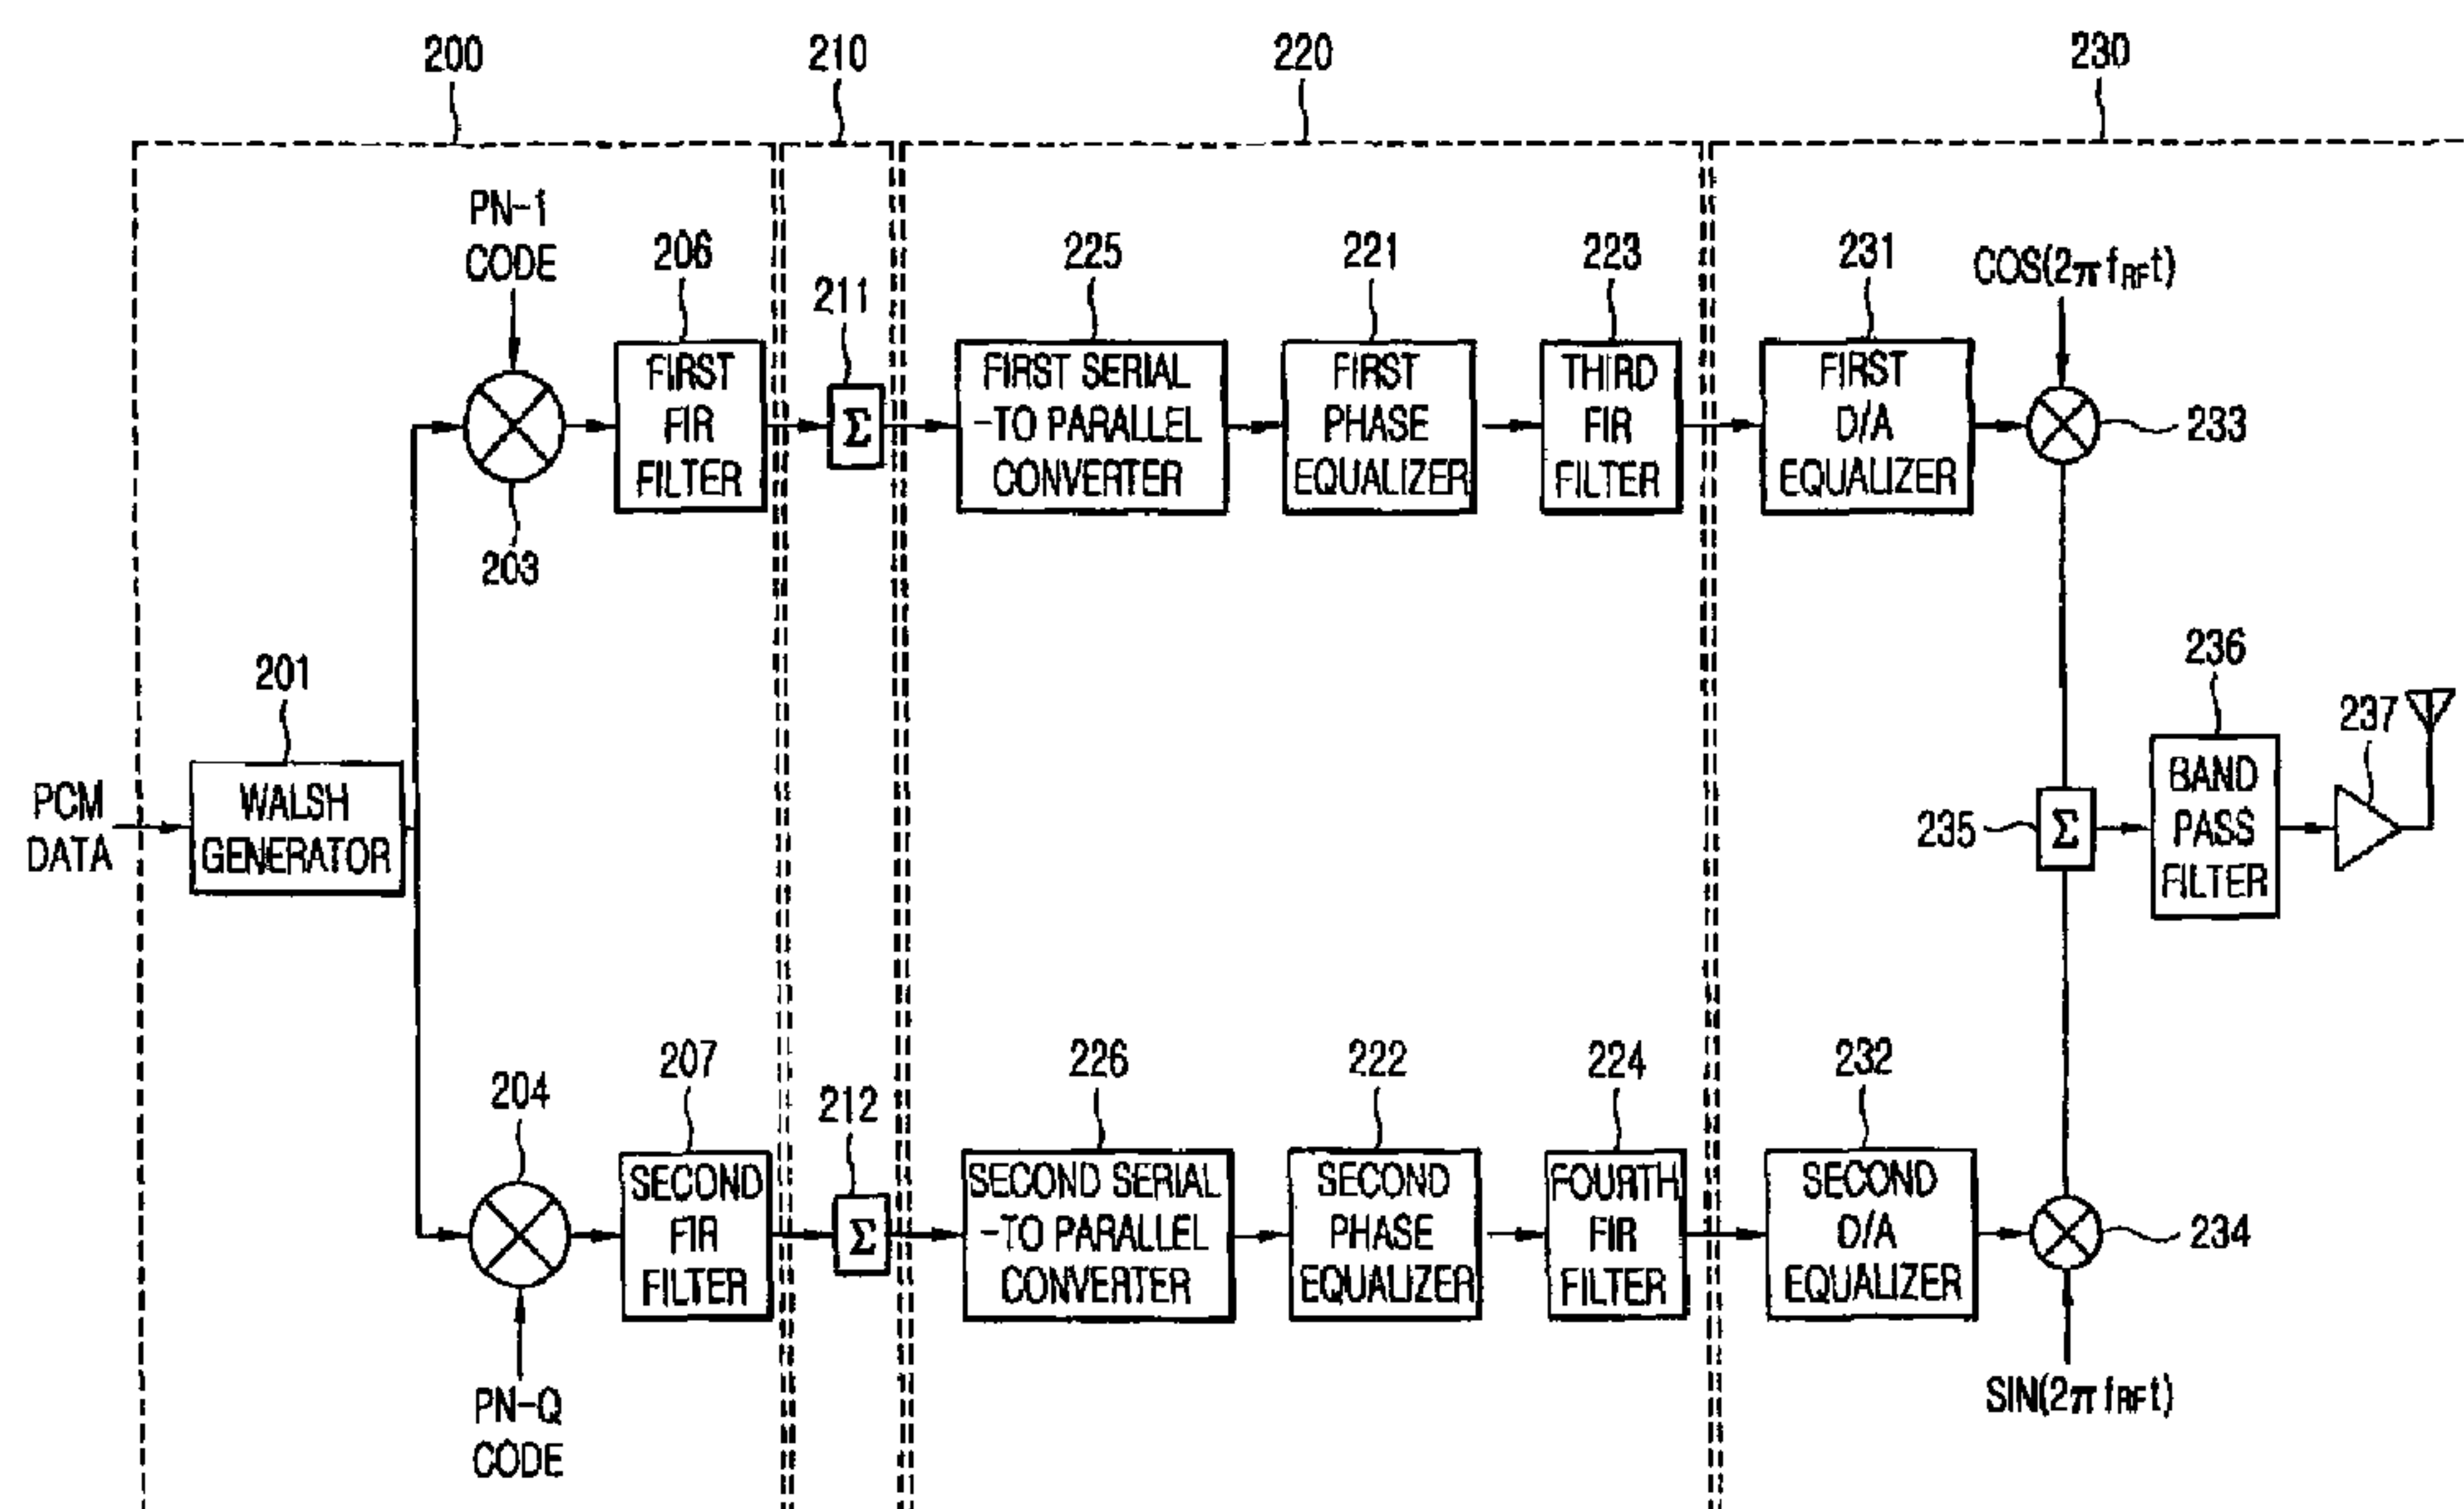 200
210
220
230
PN-1
CODE
206
211
225
221
223
231
COS(2πf_RFt)
FIRST
FIR
FILTER
Σ
FIRST SERIAL
-TO PARALLEL
CONVERTER
FIRST
PHASE
EQUALIZER
THIRD
FIR
FILTER
FIRST
D/A
EQUALIZER
233
203
201
236
237
PCM
DATA
WALSH
GENERATOR
235
Σ
BAND
PASS
FILTER
204
207
212
226
222
224
232
SECOND
FIR
FILTER
Σ
SECOND SERIAL
-TO PARALLEL
CONVERTER
SECOND
PHASE
EQUALIZER
FOURTH
FIR
FILTER
SECOND
D/A
EQUALIZER
234
PN-Q
CODE
SIN(2πf_RFt)